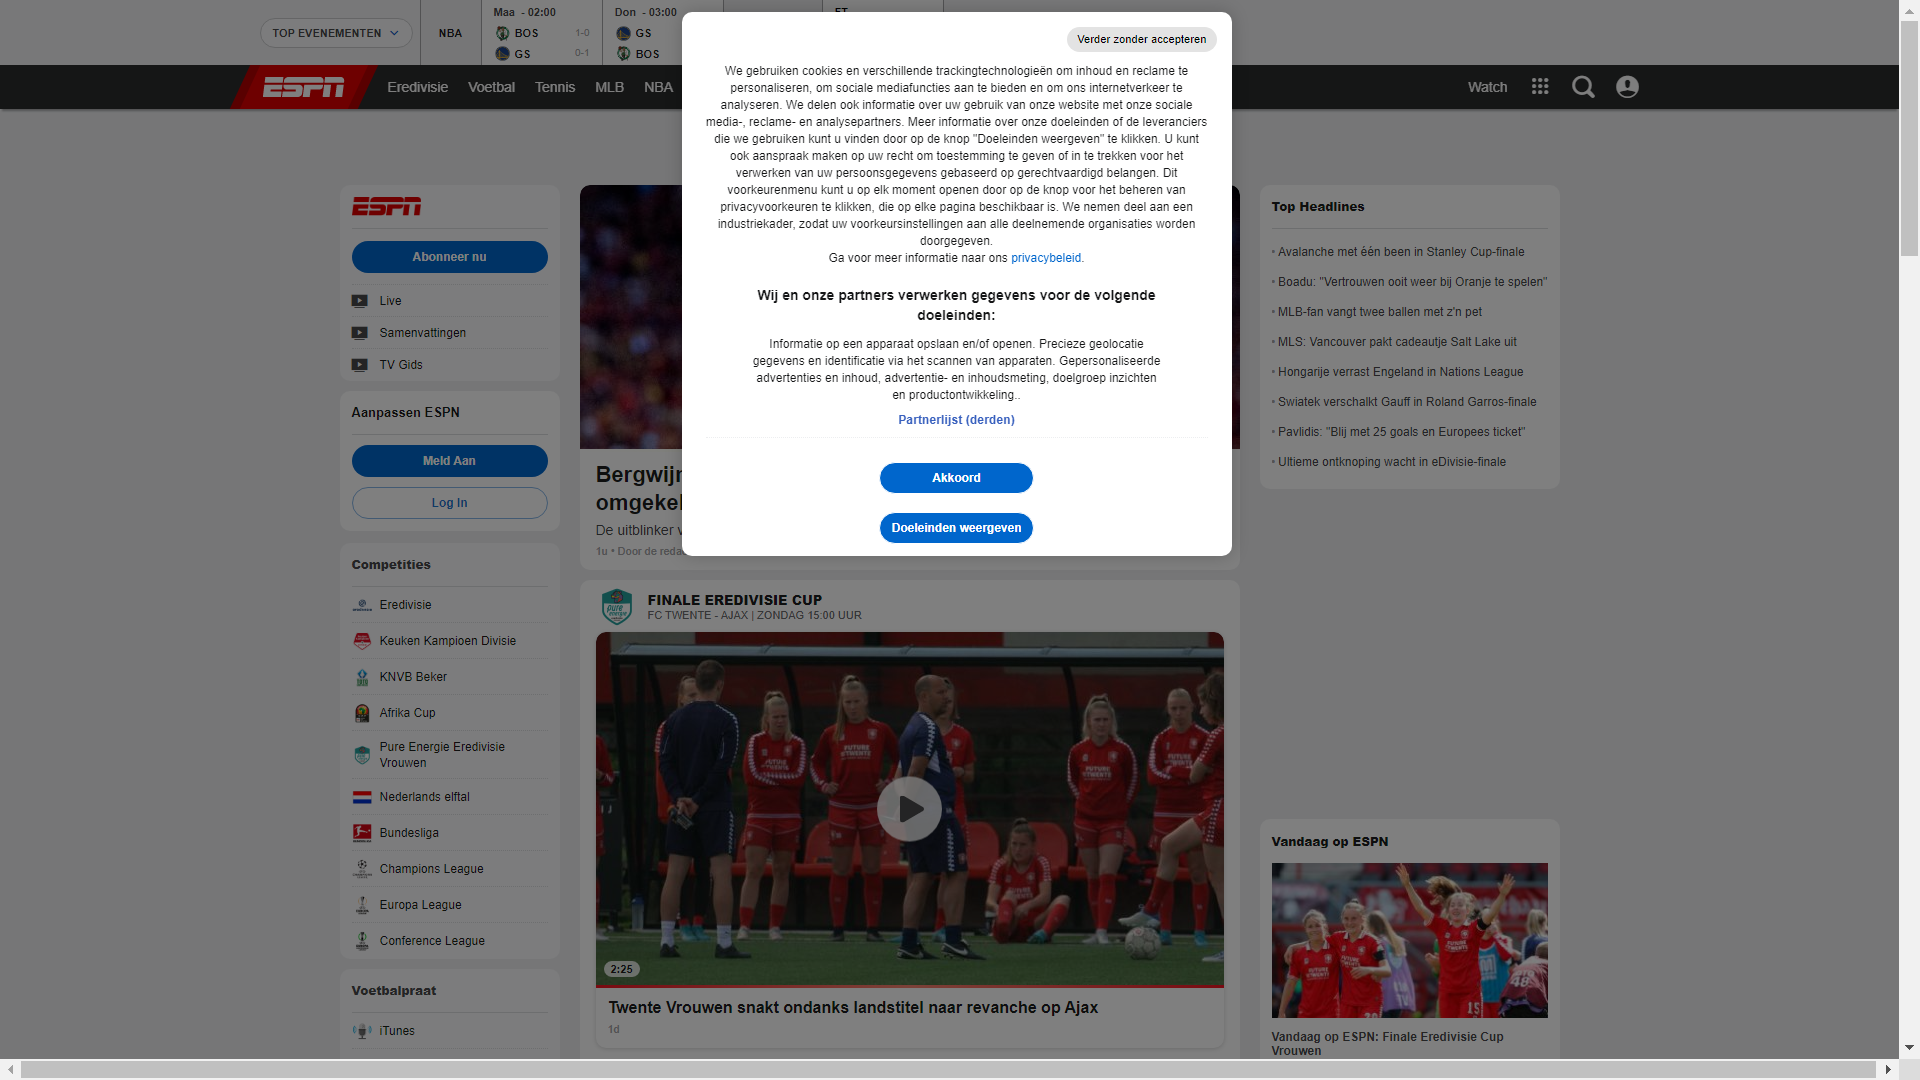 TOP EVENEMENTEN
NBA
Maa - 02:00
BOS 1-0
GS 0-1
Don - 03:00
GS
BOS
ESPN
Eredivisie
Voetbal
Tennis
MLB
NBA
Watch
Verder zonder accepteren
We gebruiken cookies en verschillende trackingtechnologieën om inhoud en reclame te
personaliseren, om sociale mediafuncties aan te bieden en om ons internetverkeer te
analyseren. We delen ook informatie over uw gebruik van onze website met onze sociale
media-, reclame- en analysepartners. Meer informatie over onze doeleinden of de leveranciers
die we gebruiken kunt u vinden door op de knop "Doeleinden weergeven" te klikken. U kunt
ook aanspraak maken op uw recht om toestemming te geven of in te trekken voor het
verwerken van uw persoonsgegevens gebaseerd op gerechtvaardigd belangen. Dit
voorkeurenmenu kunt u op elk moment openen door op de knop voor het beheren van
privacyvoorkeuren te klikken, die op elke pagina beschikbaar is. We nemen deel aan een
industriekader, zodat uw voorkeursinstellingen aan alle deelnemende organisaties worden
doorgegeven.
Ga voor meer informatie naar ons privacybeleid.
Wij en onze partners verwerken gegevens voor de volgende
doeleinden:
Informatie op een apparaat opslaan en/of openen. Precieze geolocatie
gegevens en identificatie via het scannen van apparaten. Gepersonaliseerde
advertenties en inhoud, advertentie- en inhoudsmeting, doelgroep inzichten
en productontwikkeling..
Partnerlijst (derden)
Akkoord
Doeleinden weergeven
ESPN
Abonneer nu
Live
Samenvattingen
TV Gids
Aanpassen ESPN
Meld Aan
Log In
Competities
Eredivisie
Keuken Kampioen Divisie
KNVB Beker
Afrika Cup
Pure Energie Eredivisie
Vrouwen
Nederlands elftal
Bundesliga
Champions League
Europa League
Conference League
Voetbalpraat
iTunes
De uitblinker
1u • Door de
FINALE EREDIVISIE CUP
FC TWENTE - AJAX | ZONDAG 15:00 UUR
2:25
Twente Vrouwen snakt ondanks landstitel naar revanche op Ajax
1d
Top Headlines
• Avalanche met één been in Stanley Cup-finale
• Boadu: "Vertrouwen ooit weer bij Oranje te spelen"
• MLB-fan vangt twee ballen met z'n pet
• MLS: Vancouver pakt cadeautje Salt Lake uit
• Hongarije verrast Engeland in Nations League
• Swiatek verschalkt Gauff in Roland Garros-finale
• Pavlidis: "Blij met 25 goals en Europees ticket"
• Ultieme ontknoping wacht in eDivisie-finale
Vandaag op ESPN
Vandaag op ESPN: Finale Eredivisie Cup
Vrouwen